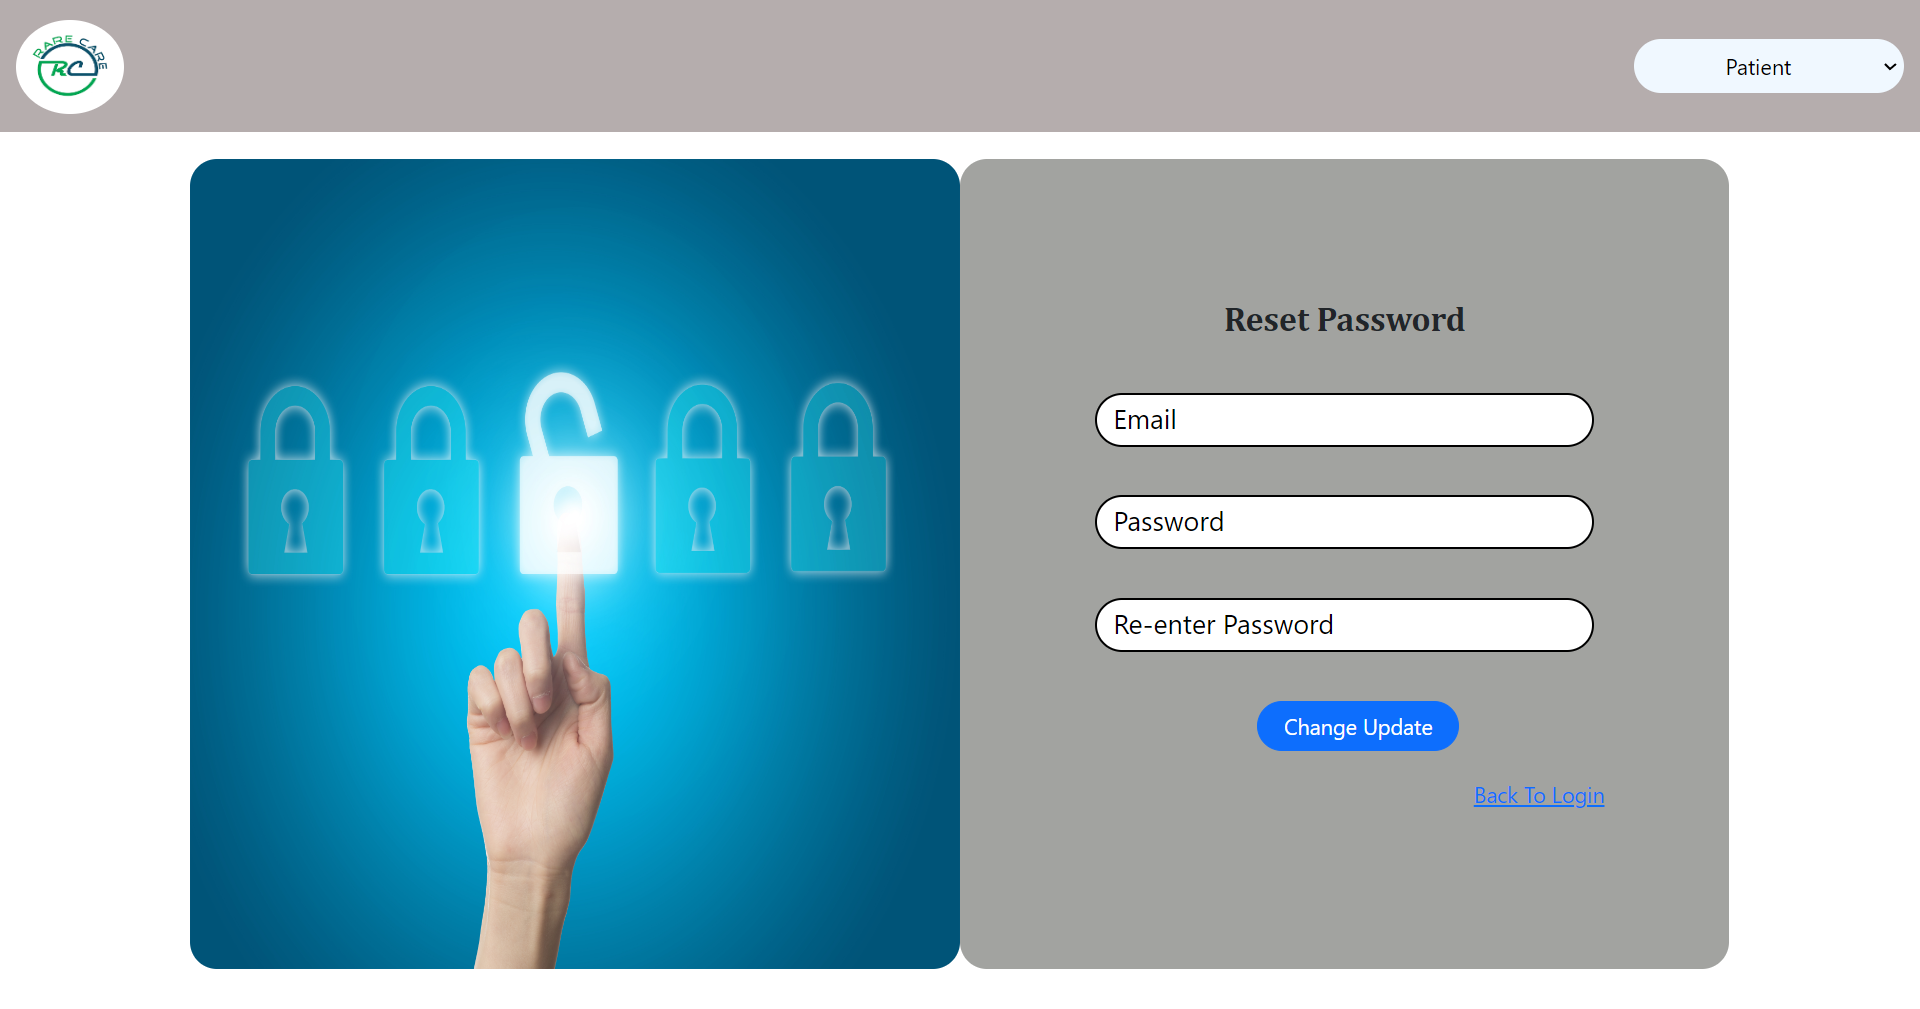 RARE CARE
RC
Patient
Reset Password
Email
Password
Re-enter Password
Change Update
Back To Login